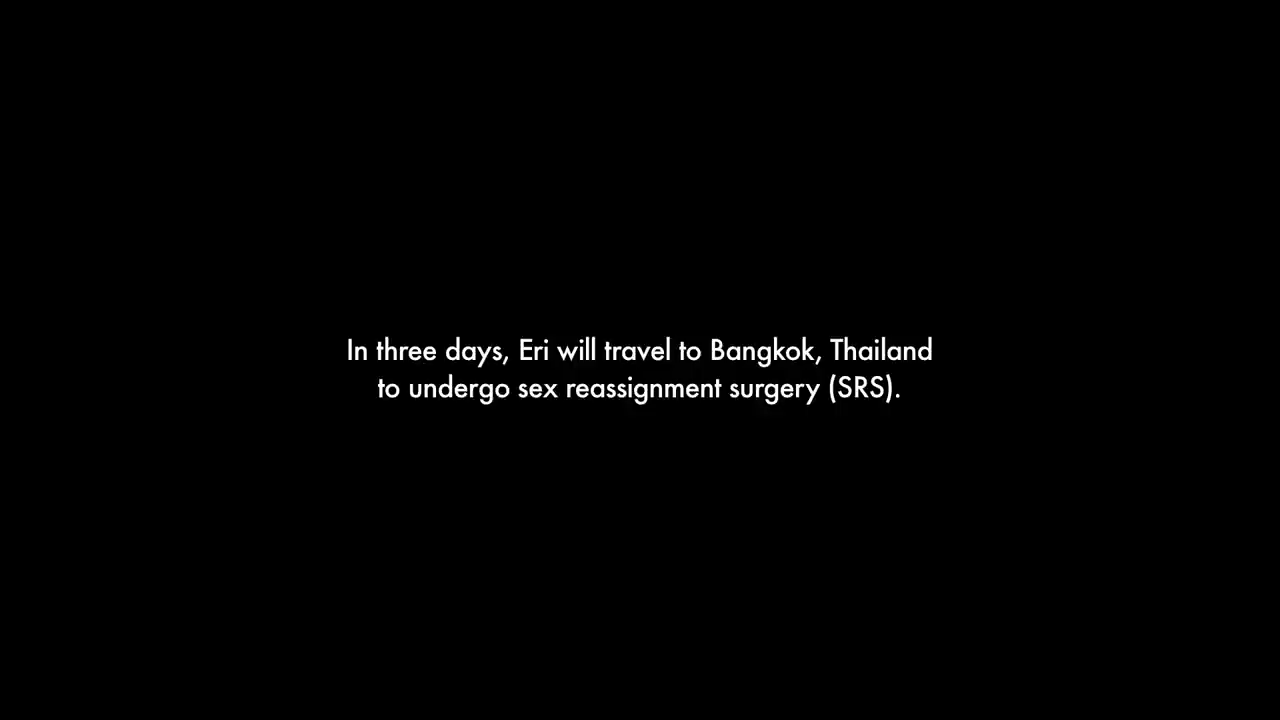 In three days, Eri will travel to Bangkok, Thailand
to undergo sex reassignment surgery (SRS).